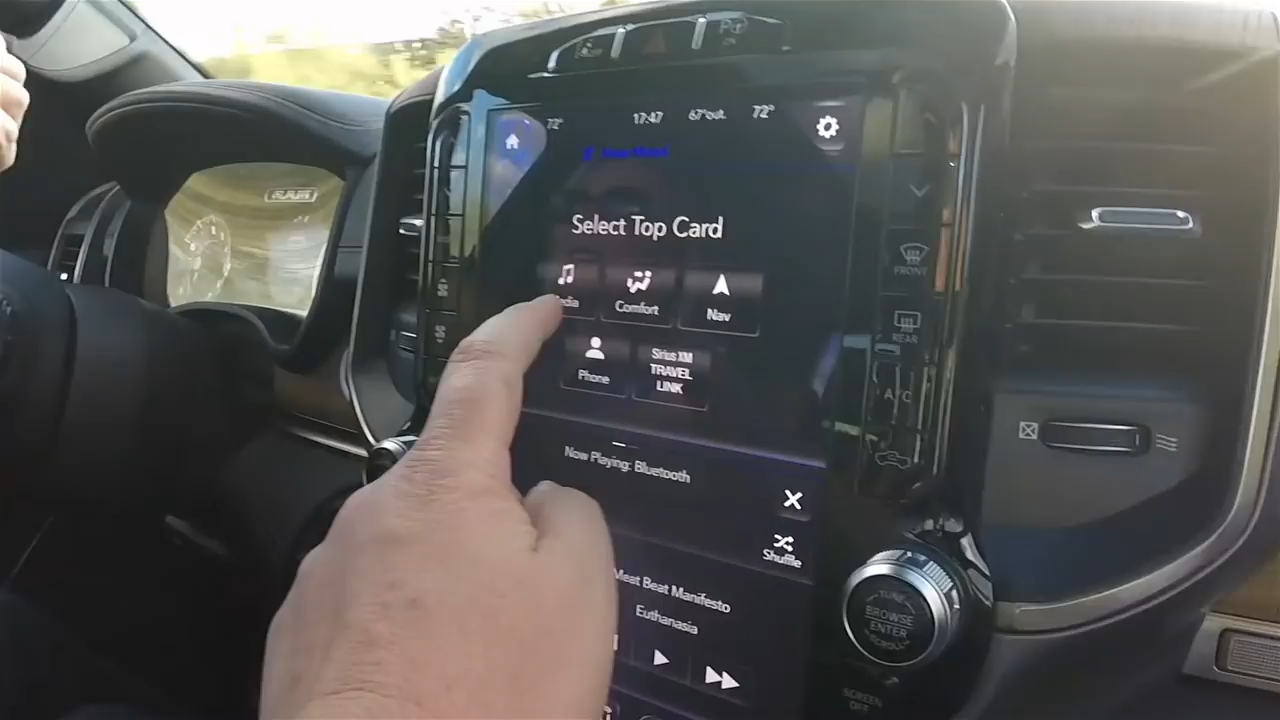 72°
17:47
67°out.
72°
RAM
Select Top Card
Comfort
Nav
Phone
Sirius XM
TRAVEL
LINK
Now Playing: Bluetooth
Shuffle
Meat Beat Manifesto
Euthanasia
FRONT
REAR
A/C
TUNE
BROWSE
ENTER
SCROLL
SCREEN
OFF